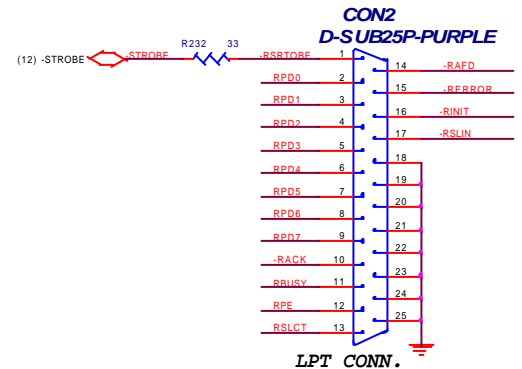 CON2
D-SUB25P-PURPLE
(12) -STROBE -STROBE R232 33 -RSRTOBE 1
RPD0 2
RPD1 3
RPD2 4
RPD3 5
RPD4 6
RPD5 7
RPD6 8
RPD7 9
-RACK 10
RBUSY 11
RPE 12
RSLCT 13
14 -RAFD
15 -RERROR
16 -RINIT
17 -RSLIN
18
19
20
21
22
23
24
25
LPT CONN.